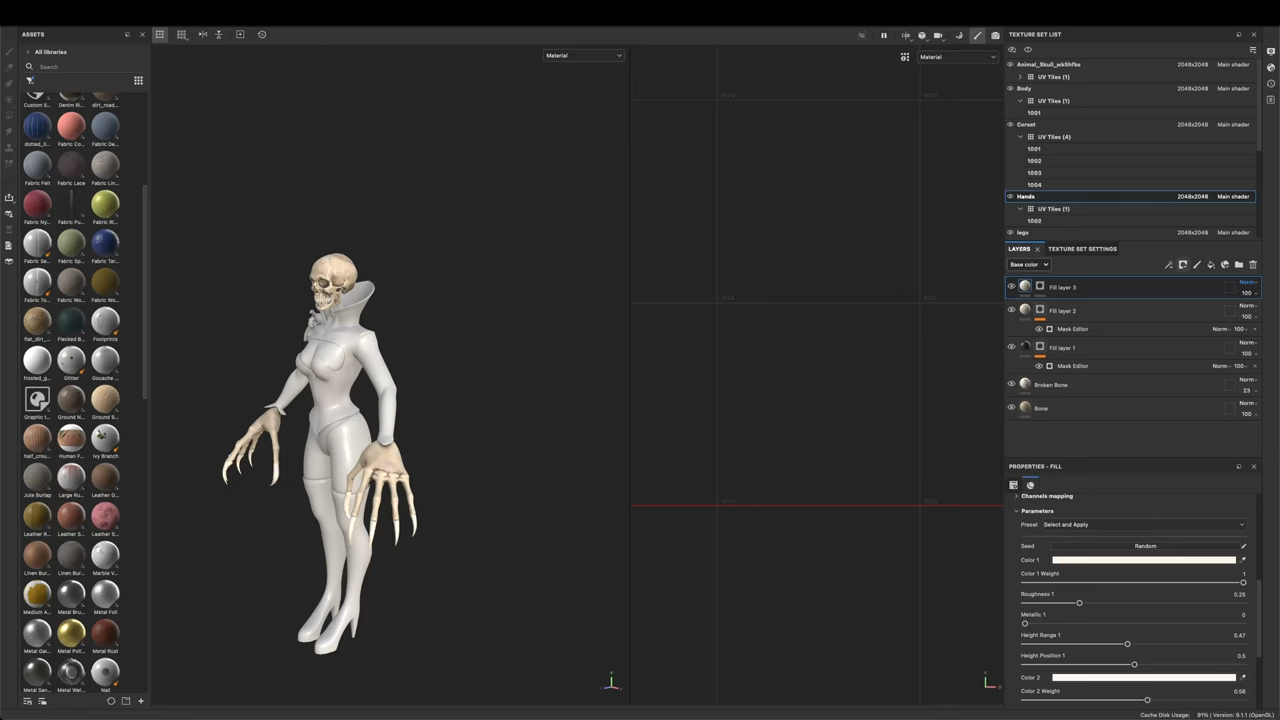 ASSETS
All libraries
Search
Custom S...
Denim Ri...
dirt_road...
dotted_li...
Fabric Co...
Fabric De...
Fabric Felt
Fabric Lace
Fabric Lin...
Fabric Ny...
Fabric Pu...
Fabric Ri...
Fabric Se...
Fabric Sp...
Fabric Tar...
Fabric To...
Fabric Wo...
Fabric Wo...
flat_dirt_...
Flecked B...
Footprints
frosted_g...
Glitter
Gouache ...
Graphic t...
Ground N...
Ground S...
half_crou...
Human F...
Ivy Branch
Jute Burlap
Large Ru...
Leather G...
Leather R...
Leather S...
Leather S...
Linen Bur...
Linen Bur...
Marble V...
Medium A...
Metal Bru...
Metal Foil
Metal Gal...
Metal Poli...
Metal Rust
Metal San...
Metal Wel...
Nail
Material
Material
TEXTURE SET LIST
Animal_Skull_wk5hfbs 2048x2048 Main shader
UV Tiles (1)
Body 2048x2048 Main shader
UV Tiles (1)
1001
Corset 2048x2048 Main shader
UV Tiles (4)
1001
1002
1003
1004
Hands 2048x2048 Main shader
UV Tiles (1)
1002
legs 2048x2048 Main shader
LAYERS TEXTURE SET SETTINGS
Base color
Fill layer 3 Norm 100
Fill layer 2 Norm 100
Mask Editor Norm 100
Fill layer 1 Norm 100
Mask Editor Norm 100
Broken Bone Norm 23
Bone Norm 100
PROPERTIES - FILL
Channels mapping
Parameters
Preset Select and Apply
Seed Random
Color 1
Color 1 Weight 1
Roughness 1 0.25
Metallic 1 0
Height Range 1 0.47
Height Position 1 0.5
Color 2
Color 2 Weight 0.56
Cache Disk Usage: 91% | Version: 9.1.1 (OpenGL)